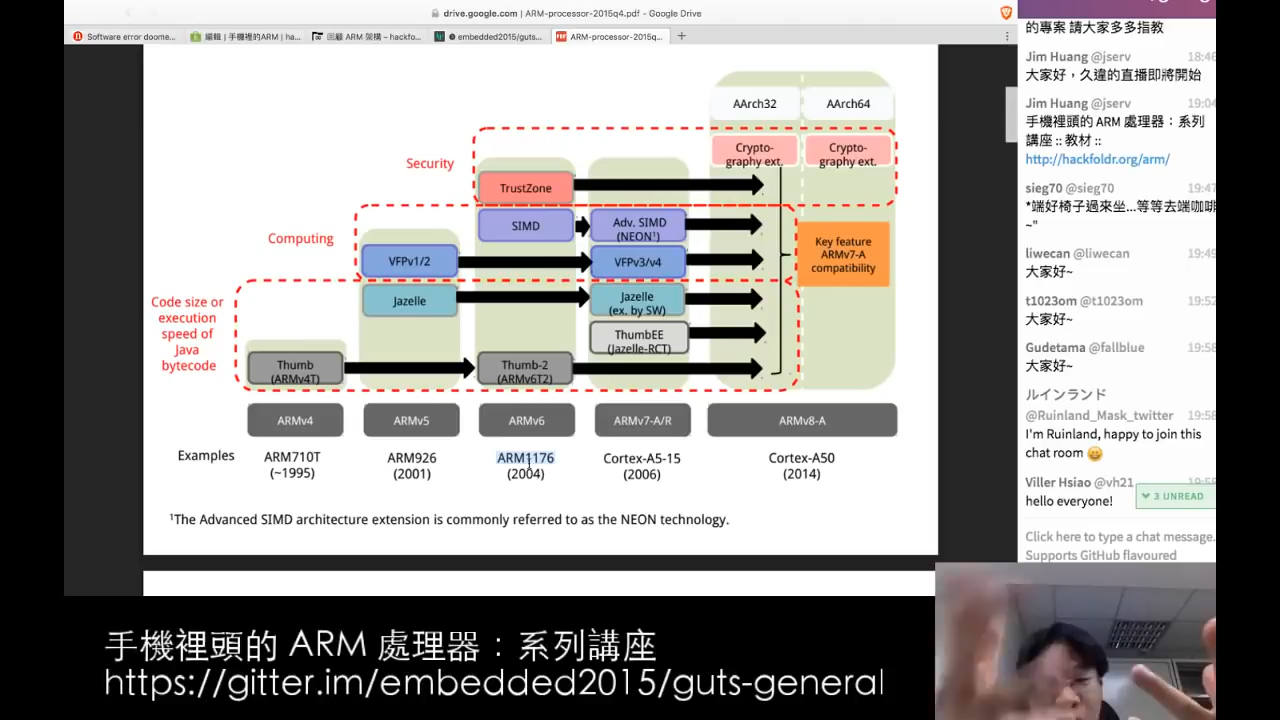 drive.google.com | ARM-processor-2015q4.pdf - Google Drive
Software error doome...
編輯 | 手機裡的ARM | ha...
回顧 ARM 架構 – hackfo...
embedded2015/guts...
ARM-processor-2015q...
AArch32
AArch64
Security
Crypto-
graphy ext.
Crypto-
graphy ext.
TrustZone
Computing
SIMD
Adv. SIMD
(NEON¹)
VFPv1/2
VFPv3/v4
Key feature
ARMv7-A
compatibility
Code size or
execution
speed of
Java
bytecode
Jazelle
Jazelle
(ex. by SW)
ThumbEE
(Jazelle-RCT)
Thumb
(ARMv4T)
Thumb-2
(ARMv6T2)
ARMv4
ARMv5
ARMv6
ARMv7-A/R
ARMv8-A
Examples
ARM710T
(~1995)
ARM926
(2001)
ARM1176
(2004)
Cortex-A5-15
(2006)
Cortex-A50
(2014)
¹The Advanced SIMD architecture extension is commonly referred to as the NEON technology.
的專案 請大家多多指教
Jim Huang @jserv 18:46
大家好，久違的直播即將開始
Jim Huang @jserv 19:04
手機裡頭的 ARM 處理器：系列
講座 :: 教材 ::
http://hackfoldr.org/arm/
sieg70 @sieg70 19:47
*端好椅子過來坐...等等去端咖啡
~"
liwecan @liwecan 19:49
大家好~
t1023om @t1023om 19:52
大家好~
Gudetama @fallblue 19:58
大家好~
ルインランド
@Ruinland_Mask_twitter 19:58
I'm Ruinland, happy to join this
chat room
Viller Hsiao @vh21
hello everyone!
3 UNREAD
Click here to type a chat message.
Supports GitHub flavoured
手機裡頭的 ARM 處理器：系列講座
https://gitter.im/embedded2015/guts-general